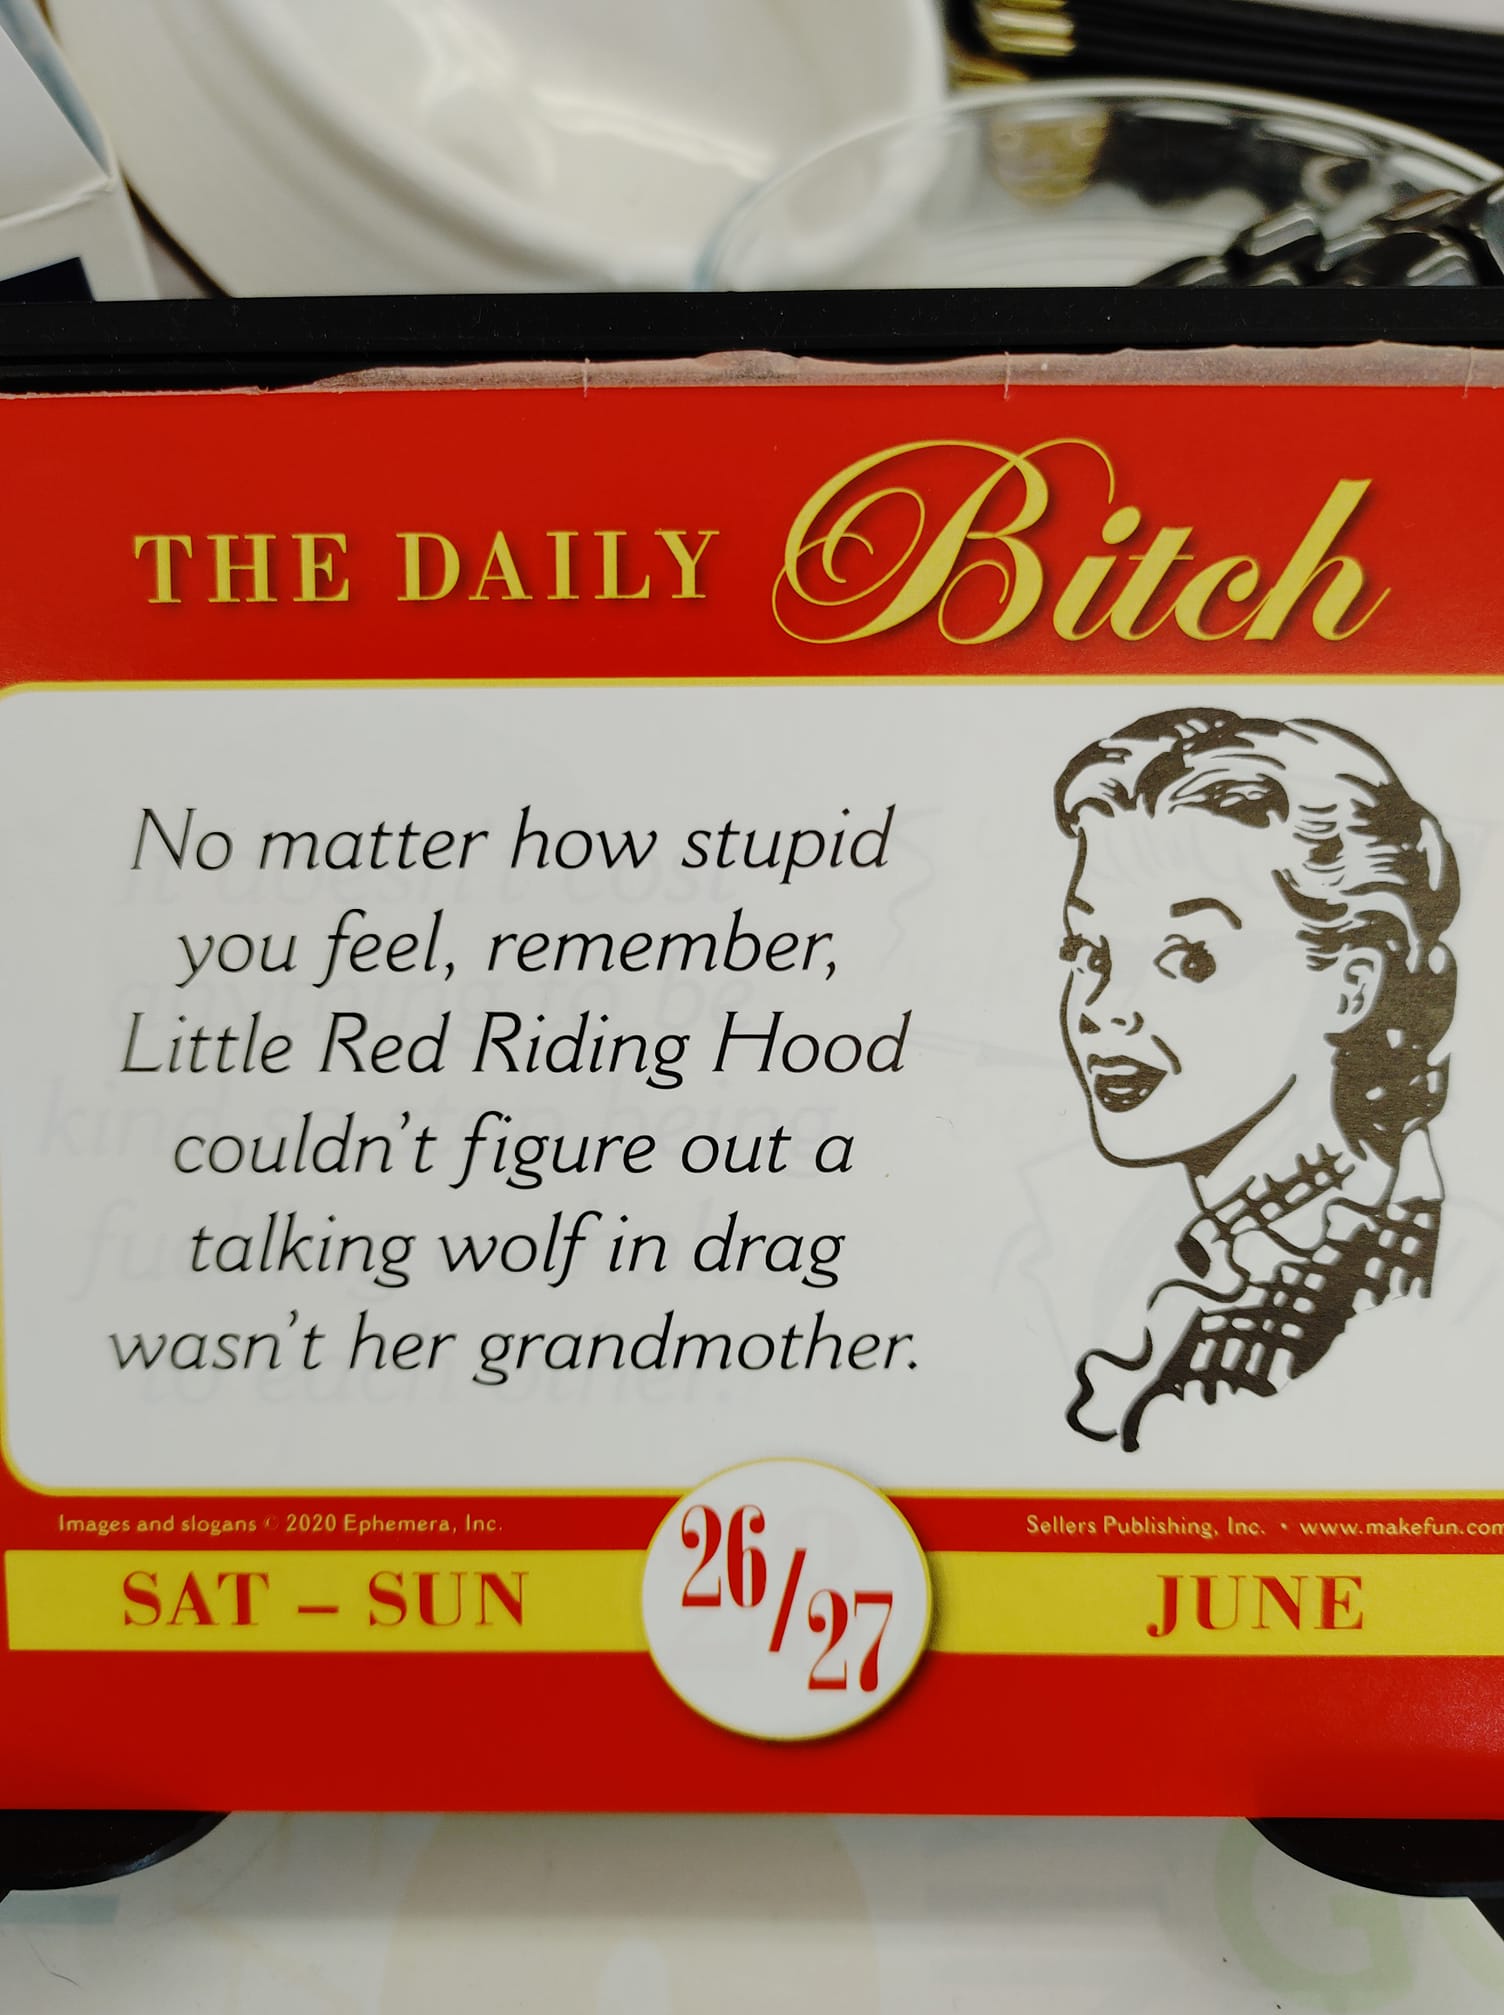 THE DAILY Bitch
No matter how stupid
you feel, remember,
Little Red Riding Hood
couldn't figure out a
talking wolf in drag
wasn't her grandmother.
Images and slogans © 2020 Ephemera, Inc.
Sellers Publishing, Inc. • www.makefun.com
SAT – SUN
26/27
JUNE